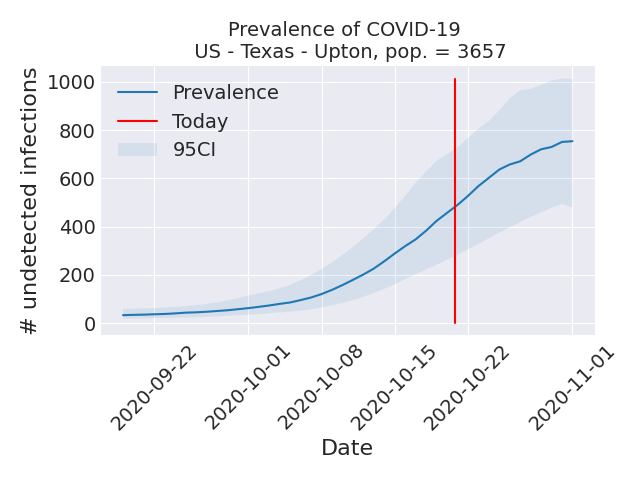 Prevalence of COVID-19
US - Texas - Upton, pop. = 3657
# undetected infections
1000
800
600
400
200
0
Prevalence
Today
95CI
2020-09-22
2020-10-01
2020-10-08
2020-10-15
2020-10-22
2020-11-01
Date